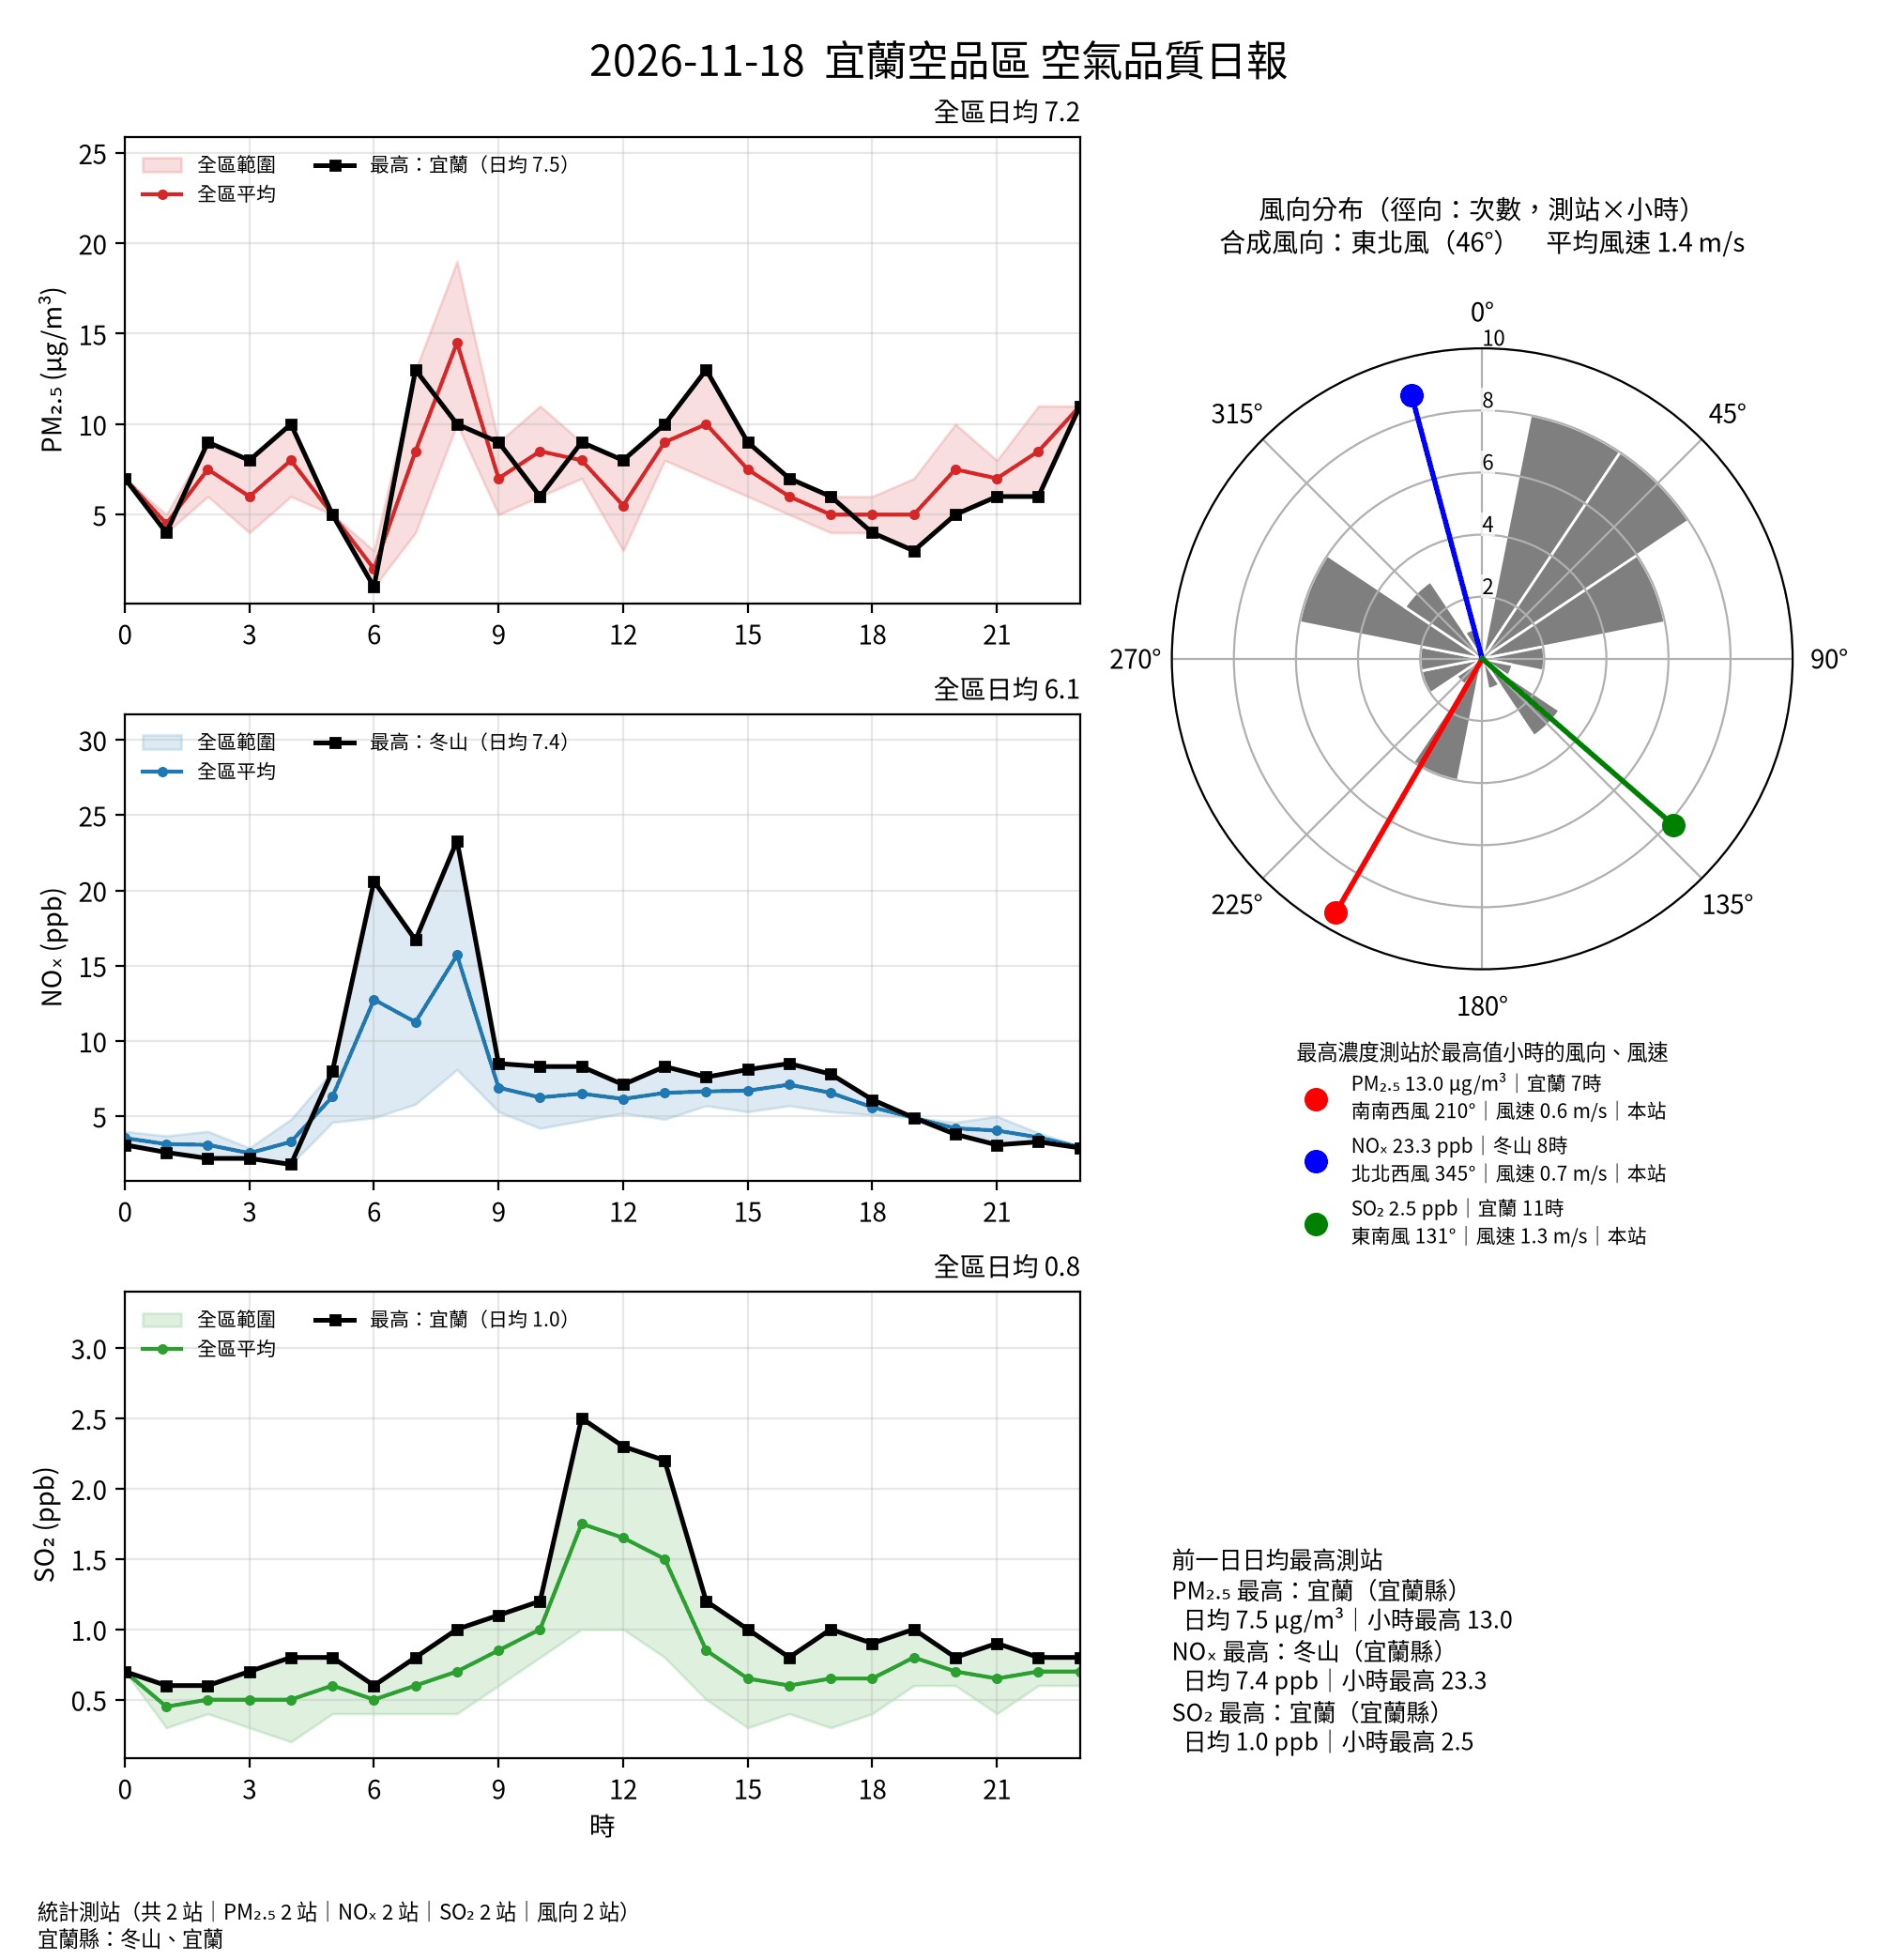 2026-11-18 宜蘭空品區 空氣品質日報
全區日均 7.2
全區範圍
全區平均
最高：宜蘭（日均 7.5）
PM₂.₅ (μg/m³)
25
20
15
10
5
0 3 6 9 12 15 18 21
全區日均 6.1
全區範圍
全區平均
最高：冬山（日均 7.4）
NOₓ (ppb)
30
25
20
15
10
5
0 3 6 9 12 15 18 21
全區日均 0.8
全區範圍
全區平均
最高：宜蘭（日均 1.0）
SO₂ (ppb)
3.0
2.5
2.0
1.5
1.0
0.5
0 3 6 9 12 15 18 21
時
風向分布（徑向：次數，測站×小時）
合成風向：東北風（46°） 平均風速 1.4 m/s
0°
45°
90°
135°
180°
225°
270°
315°
10
8
6
4
2
最高濃度測站於最高值小時的風向、風速
PM₂.₅ 13.0 μg/m³｜宜蘭 7時
南南西風 210°｜風速 0.6 m/s｜本站
NOₓ 23.3 ppb｜冬山 8時
北北西風 345°｜風速 0.7 m/s｜本站
SO₂ 2.5 ppb｜宜蘭 11時
東南風 131°｜風速 1.3 m/s｜本站
前一日日均最高測站
PM₂.₅ 最高：宜蘭（宜蘭縣）
日均 7.5 μg/m³｜小時最高 13.0
NOₓ 最高：冬山（宜蘭縣）
日均 7.4 ppb｜小時最高 23.3
SO₂ 最高：宜蘭（宜蘭縣）
日均 1.0 ppb｜小時最高 2.5
統計測站（共 2 站｜PM₂.₅ 2 站｜NOₓ 2 站｜SO₂ 2 站｜風向 2 站）
宜蘭縣：冬山、宜蘭